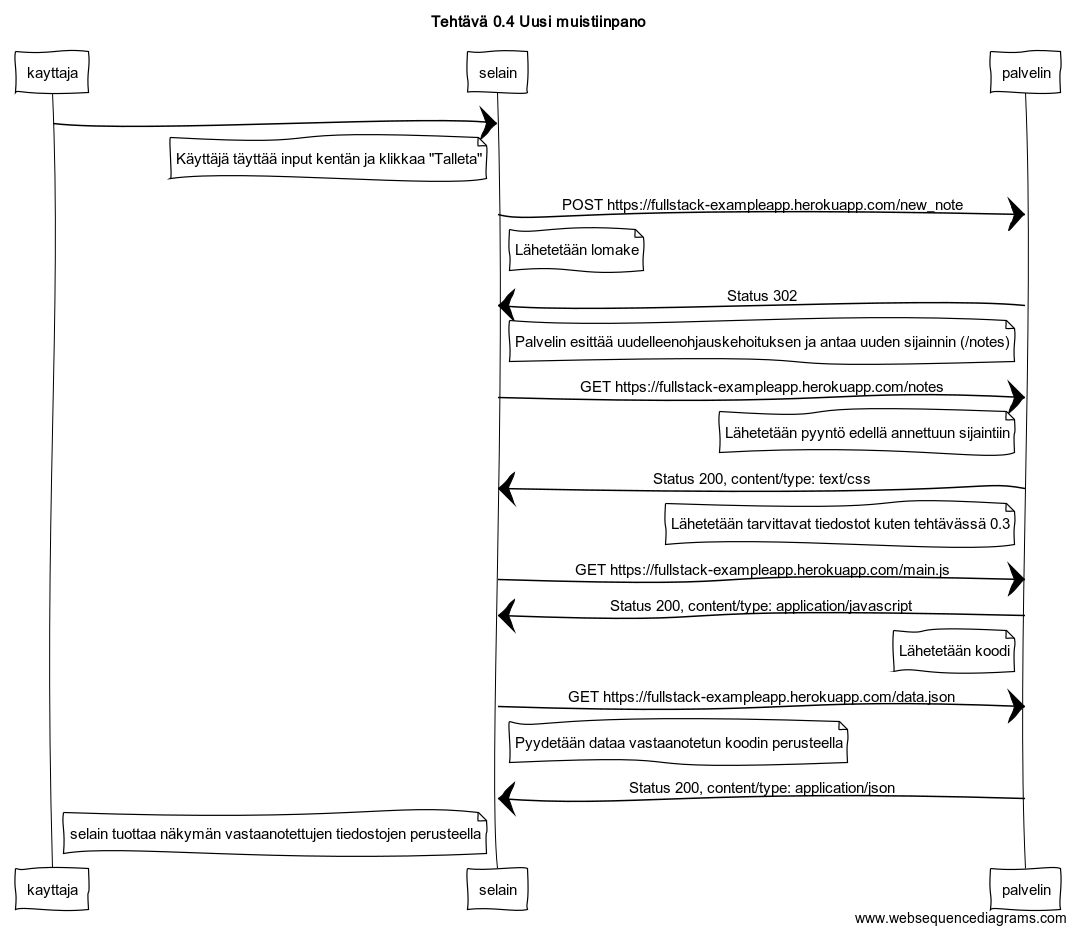 Tehtävä 0.4 Uusi muistiinpano
kayttaja
selain
palvelin
Käyttäjä täyttää input kentän ja klikkaa "Talleta"
POST https://fullstack-exampleapp.herokuapp.com/new_note
Lähetetään lomake
Status 302
Palvelin esittää uudelleenohjauskehoituksen ja antaa uuden sijainnin (/notes)
GET https://fullstack-exampleapp.herokuapp.com/notes
Lähetetään pyyntö edellä annettuun sijaintiin
Status 200, content/type: text/css
Lähetetään tarvittavat tiedostot kuten tehtävässä 0.3
GET https://fullstack-exampleapp.herokuapp.com/main.js
Status 200, content/type: application/javascript
Lähetetään koodi
GET https://fullstack-exampleapp.herokuapp.com/data.json
Pyydetään dataa vastaanotetun koodin perusteella
Status 200, content/type: application/json
selain tuottaa näkymän vastaanotettujen tiedostojen perusteella
kayttaja
selain
palvelin
www.websequencediagrams.com